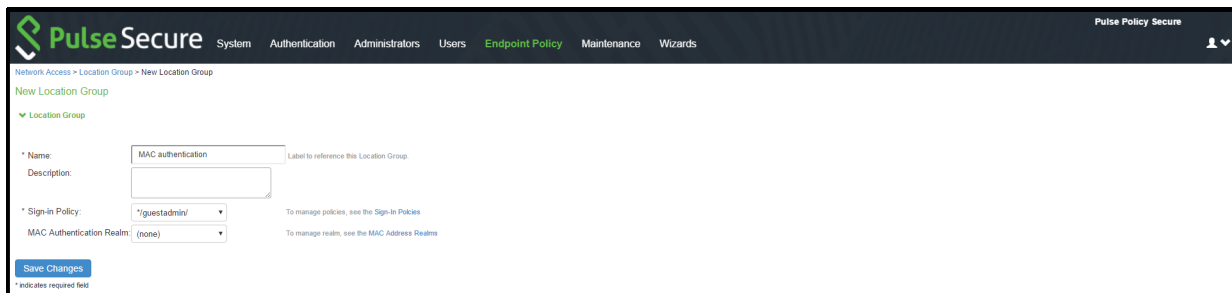 Pulse Policy Secure
Pulse Secure System Authentication Administrators Users Endpoint Policy Maintenance Wizards
Network Access > Location Group > New Location Group
New Location Group
Location Group
* Name: MAC authentication Label to reference this Location Group
Description:
* Sign-in Policy: */guestadmin/ To manage policies, see the Sign-In Polcies
MAC Authentication Realm: (none) To manage realm, see the MAC Address Realms
Save Changes
* indicates required field